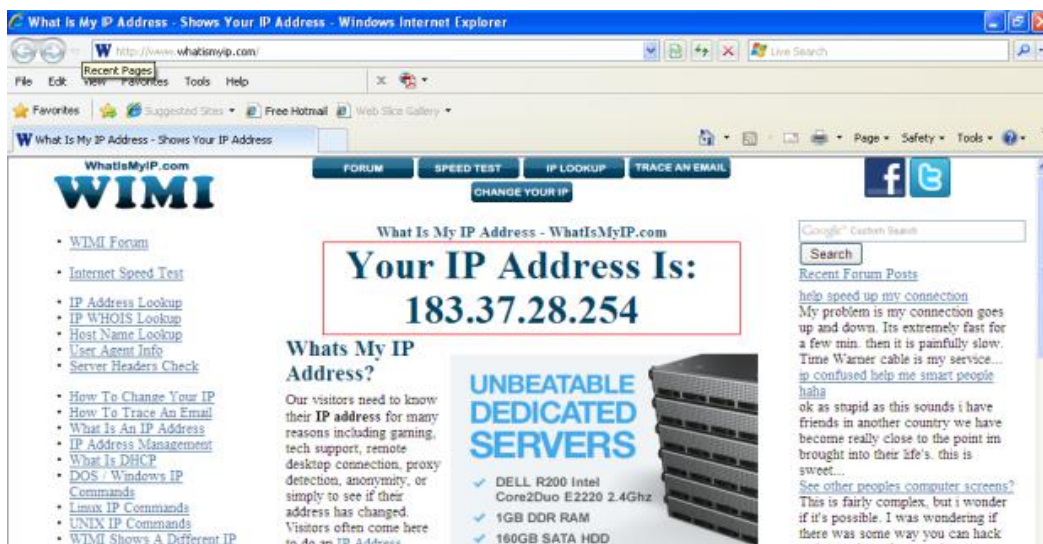 What Is My IP Address - Shows Your IP Address - Windows Internet Explorer
http://www.whatismyip.com/
Live Search
Recent Pages
File Edit View Favorites Tools Help
Favorites Suggested Sites Free Hotmail Web Slice Gallery
What Is My IP Address - Shows Your IP Address
Page Safety Tools
WhatIsMyIP.com
WIMI
FORUM SPEED TEST IP LOOKUP TRACE AN EMAIL
CHANGE YOUR IP
WIMI Forum
Internet Speed Test
IP Address Lookup
IP WHOIS Lookup
Host Name Lookup
User Agent Info
Server Headers Check
How To Change Your IP
How To Trace An Email
What Is An IP Address
IP Address Management
What Is DHCP
DOS / Windows IP
Commands
Linux IP Commands
UNIX IP Commands
WIMI Shows A Different IP
What Is My IP Address - WhatIsMyIP.com
Your IP Address Is:
183.37.28.254
Whats My IP
Address?
Our visitors need to know
their IP address for many
reasons including gaming,
tech support, remote
desktop connection, proxy
detection, anonymity, or
simply to see if their
address has changed.
Visitors often come here
to do an IP Address
UNBEATABLE
DEDICATED
SERVERS
DELL R200 Intel
Core2Duo E2220 2.4Ghz
1GB DDR RAM
160GB SATA HDD
Google Custom Search
Search
Recent Forum Posts
help speed up my connection
My problem is my connection goes
up and down. Its extremely fast for
a few min. then it is painfully slow.
Time Warner cable is my service...
ip confused help me smart people
haha
ok as stupid as this sounds i have
friends in another country we have
become really close to the point im
brought into their life's. this is
sweet...
See other peoples computer screens?
This is fairly complex, but i wonder
if it's possible. I was wondering if
there was some way you can hack